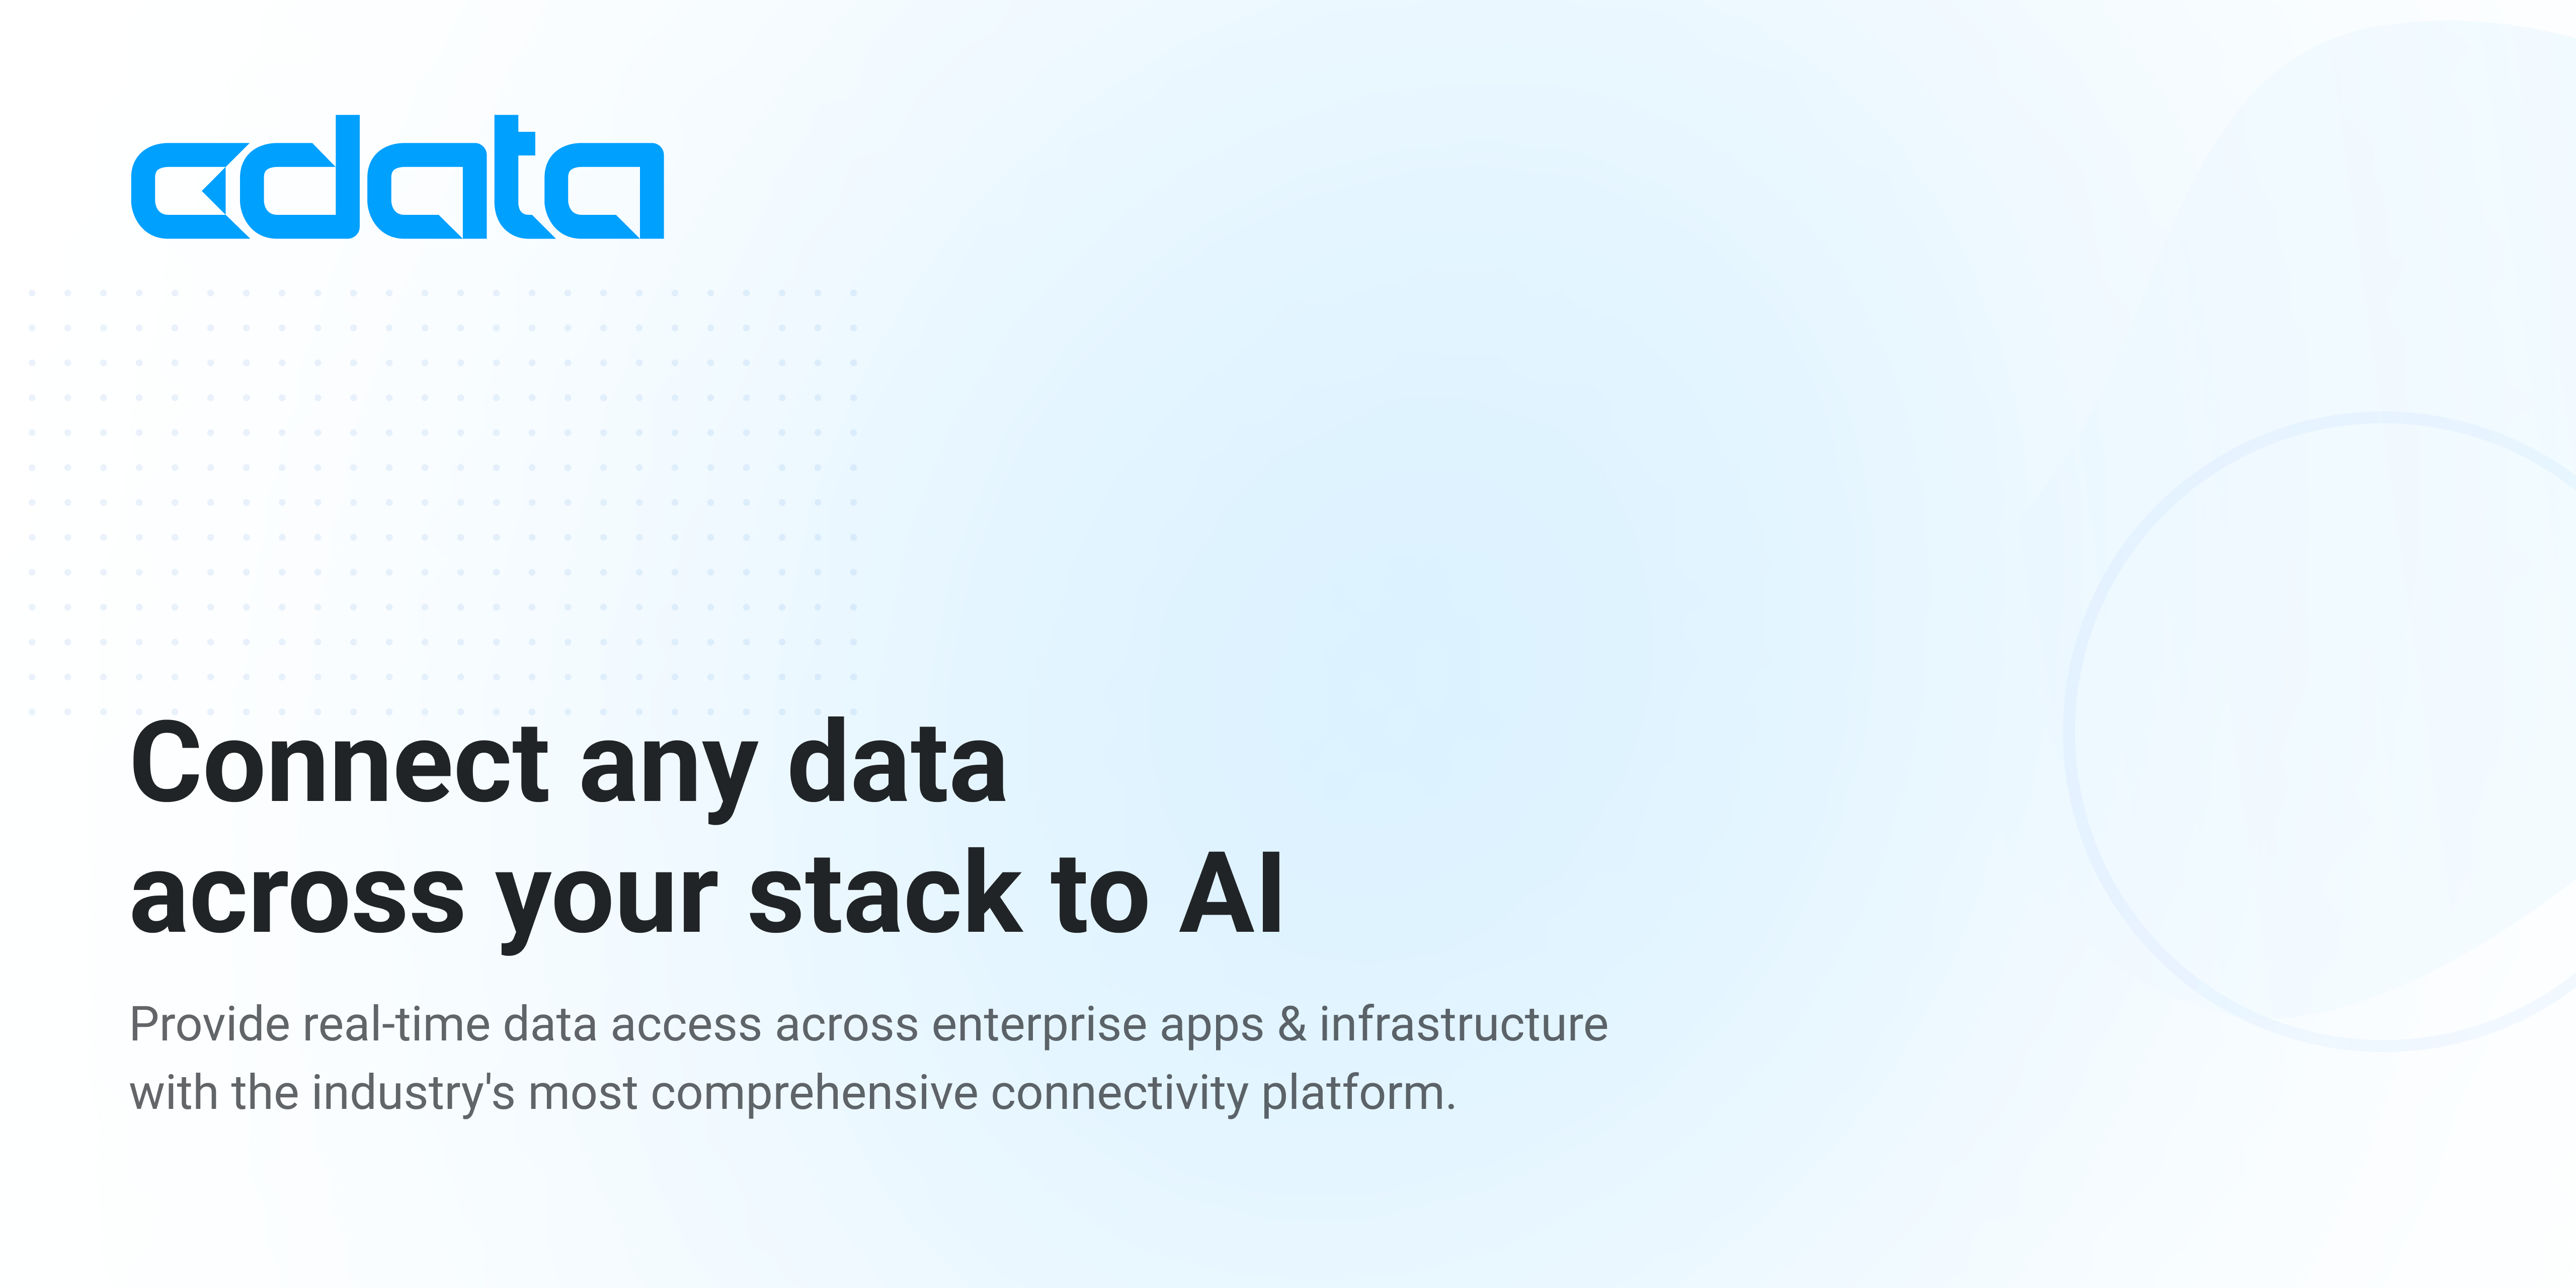 cdata
Connect any data
across your stack to AI
Provide real-time data access across enterprise apps & infrastructure
with the industry's most comprehensive connectivity platform.